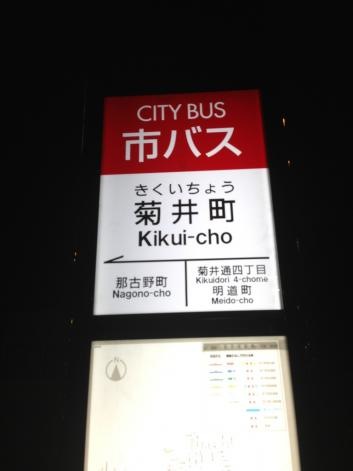 CITY BUS
市バス
きくいちょう
菊井町
Kikui-cho
那古野町
Nagono-cho
菊井通四丁目
Kikuidori 4-chome
明道町
Meido-cho
N